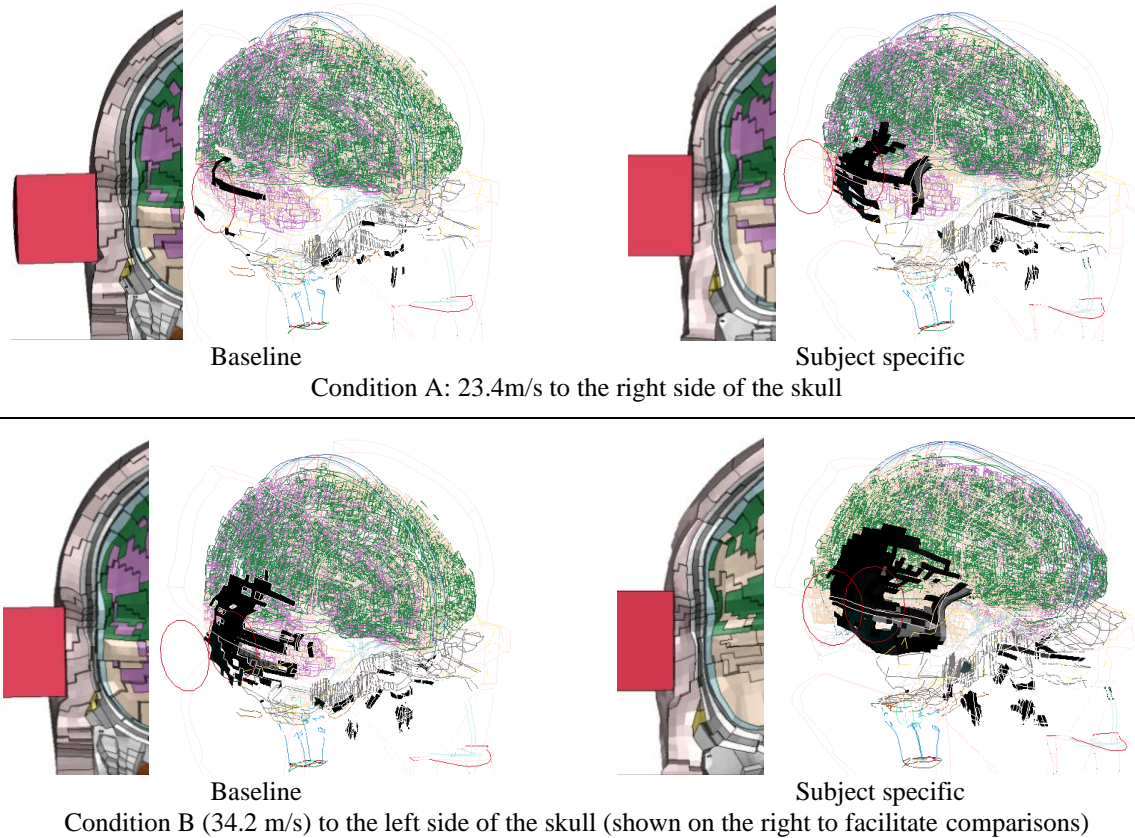 Baseline
Subject specific
Condition A: 23.4m/s to the right side of the skull
Baseline
Subject specific
Condition B (34.2 m/s) to the left side of the skull (shown on the right to facilitate comparisons)